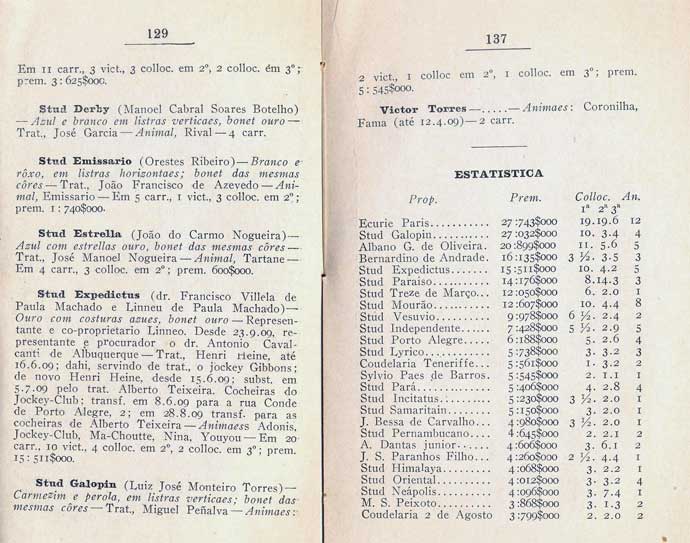 129
Em 11 carr., 3 vict., 3 colloc. em 2º, 2 colloc. em 3º;
prem. 3:625$000.
Stud Derby (Manoel Cabral Soares Botelho)
— Azul e branco em listras verticaes, bonet ouro —
Trat., José Garcia — Animal, Rival — 4 carr.
Stud Emissario (Orestes Ribeiro) — Branco e
rôxo, em listras horizontaes; bonet das mesmas
côres — Trat., João Francisco de Azevedo — Ani-
mal, Emissario — Em 5 carr., 1 vict., 3 colloc. em 2º;
prem. 1:740$000.
Stud Estrella (João do Carmo Nogueira) —
Azul com estrellas ouro, bonet das mesmas côres —
Trat., José Manoel Nogueira — Animal, Tartane —
Em 4 carr., 3 colloc. em 2º; prem. 600$000.
Stud Expedictus (dr. Francisco Villela de
Paula Machado e Linneu de Paula Machado) —
Ouro com costuras azues, bonet ouro — Represen-
tante e co-proprietario Linneo. Desde 23.9.09, re-
presentante e procurador o dr. Antonio Caval-
canti de Albuquerque — Trat., Henri Heine, até
16.6.09; dahi, servindo de trat., o jockey Gibbons;
de novo Henri Heine, desde 15.6.09; subst. em
5.7.09 pelo trat. Alberto Teixeira. Cocheiras do
Jockey-Club; transf. em 8.6.09 para a rua Conde
de Porto Alegre, 2; em 28.8.09 transf. para as
cocheiras de Alberto Teixeira — Animaess Adonis,
Jockey-Club, Ma-Choutte, Nina, Youyou — Em 20
carr., 10 vict., 4 colloc. em 2º, 2 colloc. em 3º; prem.
15:511$000.
Stud Galopin (Luiz José Monteiro Torres) —
Carmezim e perola, em listras verticaes; bonet das
mesmas côres — Trat., Miguel Peñalva — Animaes:
137
2 vict., 1 colloc em 2º, 1 colloc. em 3º; prem.
5:545$000.
Victor Torres — ..... — Animaes: Coronilha,
Fama (até 12.4.09) — 2 carr.
ESTATISTICA
Prop. Prem. Colloc. An.
1ª 2ª 3ª
Ecurie Paris........... 27:743$000 19.19.6 12
Stud Galopin.......... 27:032$000 10. 3.4 4
Albano G. de Oliveira. 20:899$000 11. 5.6 5
Bernardino de Andrade. 16:135$000 3 ½. 3.5 3
Stud Expedictus....... 15:511$000 10. 4.2 5
Stud Paraiso.......... 14:176$000 8.14.3 3
Stud Treze de Março... 12:050$000 6. 2.0 1
Stud Mourão.......... 12:607$000 10. 4.4 8
Stud Vesuvio.......... 9:978$000 6 ½. 2.4 2
Stud Independente..... 7:428$000 5 ½. 2.9 5
Stud Porto Alegre..... 6:188$000 5. 2.6 4
Stud Lyrico........... 5:738$000 3. 3.2 3
Coudelaria Teneriffe... 5:561$000 1. 3.2 2
Sylvio Paes de Barros. 5:545$000 2. 1.1 1
Stud Pará............. 5:406$000 4. 2.8 4
Stud Incitatus........ 5:230$000 3 ½. 2.0 1
Stud Samaritain....... 5:150$000 3. 2.0 1
J. Bessa de Carvalho... 4:980$000 3 ½. 2.0 1
Stud Pernambucano.... 4:645$000 2. 2.1 2
A. Dantas junior...... 4:606$000 3. 6.1 2
J. S. Paranhos Filho... 4:260$000 2 ½. 4.4 1
Stud Himalaya........ 4:068$000 3. 2.2 1
Stud Oriental......... 4:012$000 3. 3.2 4
Stud Neápolis......... 4:096$000 3. 7.4 1
M. S. Peixoto......... 3:868$000 3. 1.3 2
Coudelaria 2 de Agosto 3:799$000 2. 2.0 2